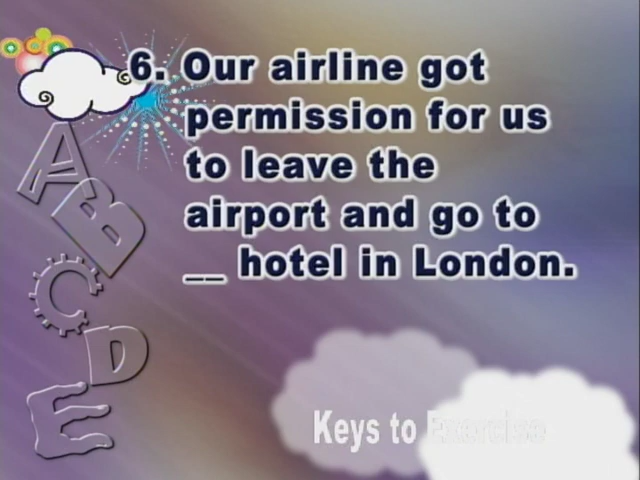 6. Our airline got
permission for us
to leave the
airport and go to
__ hotel in London.
A
B
C
D
E
Keys to Exercise